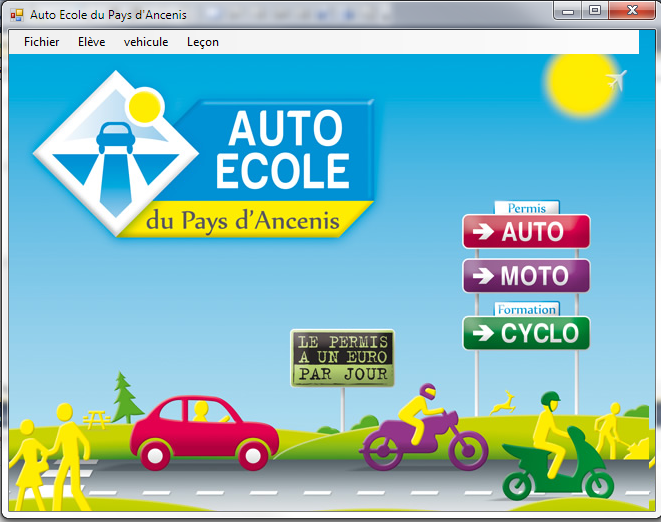 Auto Ecole du Pays d'Ancenis
Fichier Elève vehicule Leçon
AUTO
ECOLE
du Pays d'Ancenis
Permis
AUTO
MOTO
Formation
CYCLO
LE PERMIS
A UN EURO
PAR JOUR